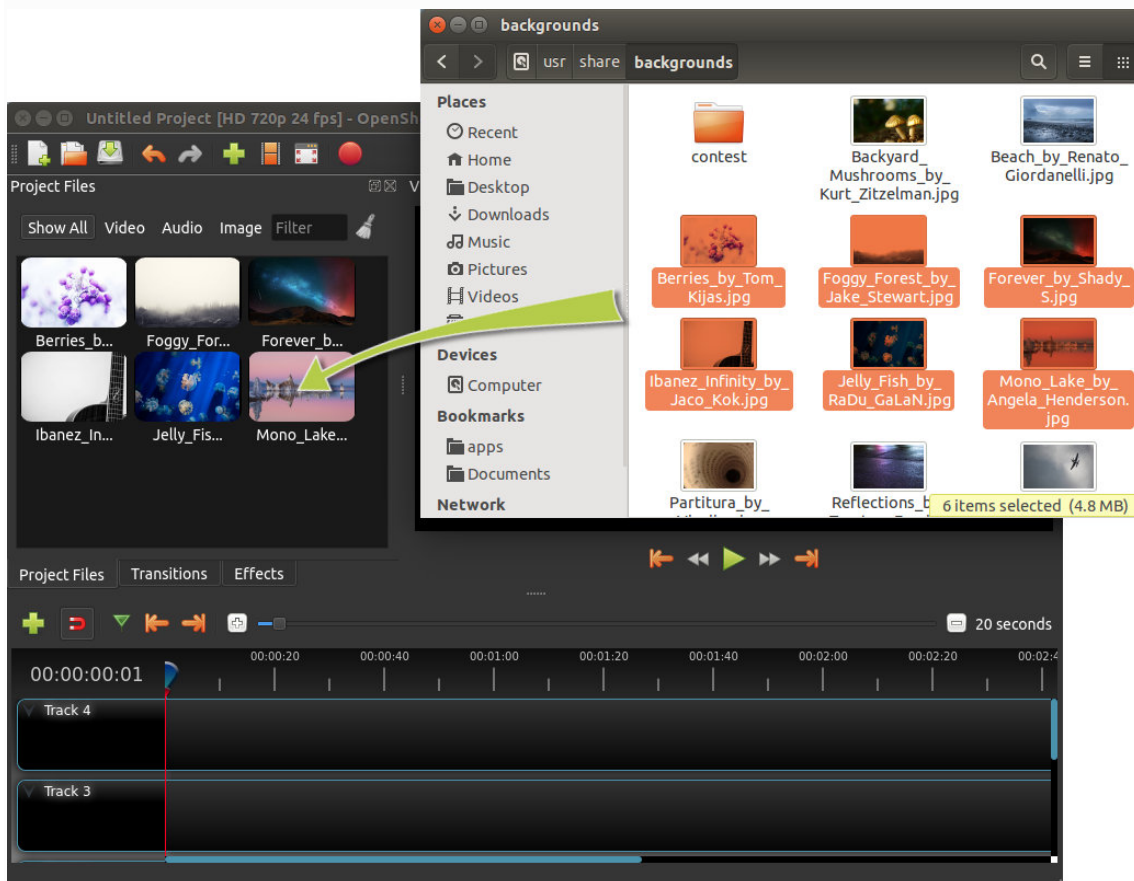 backgrounds
usr share backgrounds
Places
Recent
Home
Desktop
Downloads
Music
Pictures
Videos
Devices
Computer
Bookmarks
apps
Documents
Network
contest
Backyard_
Mushrooms_by_
Kurt_Zitzelman.jpg
Beach_by_Renato_
Giordanelli.jpg
Berries_by_Tom_
Kijas.jpg
Foggy_Forest_by_
Jake_Stewart.jpg
Forever_by_Shady_
S.jpg
Ibanez_Infinity_by_
Jaco_Kok.jpg
Jelly_Fish_by_
RaDu_GaLaN.jpg
Mono_Lake_by_
Angela_Henderson.
jpg
Partitura_by_
Reflections_b
6 items selected (4.8 MB)
Untitled Project [HD 720p 24 fps] - OpenSh
Project Files
V
Show All Video Audio Image Filter
Berries_b...
Foggy_For...
Forever_b...
Ibanez_In...
Jelly_Fis...
Mono_Lake...
Project Files Transitions Effects
20 seconds
00:00:00:01
00:00:20 00:00:40 00:01:00 00:01:20 00:01:40 00:02:00 00:02:20 00:02:4
Track 4
Track 3